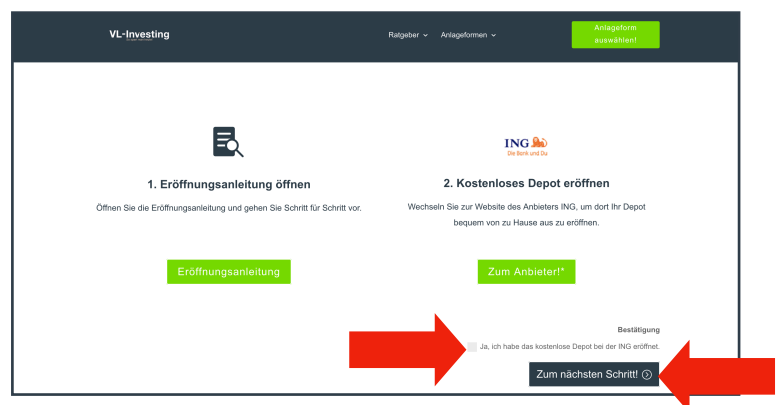 VL-Investing
Ratgeber
Anlageformen
Anlageform
auswählen!
ING
Die Bank und Du
1. Eröffnungsanleitung öffnen
Öffnen Sie die Eröffnungsanleitung und gehen Sie Schritt für Schritt vor.
Eröffnungsanleitung
2. Kostenloses Depot eröffnen
Wechseln Sie zur Website des Anbieters ING, um dort Ihr Depot
bequem von zu Hause aus zu eröffnen.
Zum Anbieter!*
Bestätigung
Ja, ich habe das kostenlose Depot bei der ING eröffnet.
Zum nächsten Schritt!